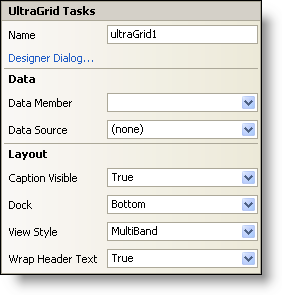 UltraGrid Tasks
Name ultraGrid1
Designer Dialog...
Data
Data Member
Data Source (none)
Layout
Caption Visible True
Dock Bottom
View Style MultiBand
Wrap Header Text True